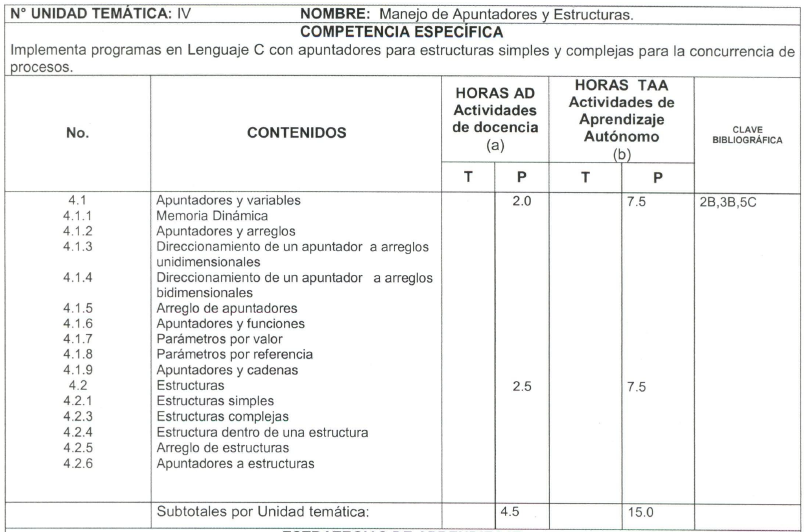 N° UNIDAD TEMÁTICA: IV NOMBRE: Manejo de Apuntadores y Estructuras.
COMPETENCIA ESPECÍFICA
Implementa programas en Lenguaje C con apuntadores para estructuras simples y complejas para la concurrencia de
procesos.
No. CONTENIDOS HORAS AD Actividades de docencia (a) HORAS TAA Actividades de Aprendizaje Autónomo (b) CLAVE BIBLIOGRÁFICA
T P T P
4.1 Apuntadores y variables 2.0 7.5 2B,3B,5C
4.1.1 Memoria Dinámica
4.1.2 Apuntadores y arreglos
4.1.3 Direccionamiento de un apuntador a arreglos
unidimensionales
4.1.4 Direccionamiento de un apuntador a arreglos
bidimensionales
4.1.5 Arreglo de apuntadores
4.1.6 Apuntadores y funciones
4.1.7 Parámetros por valor
4.1.8 Parámetros por referencia
4.1.9 Apuntadores y cadenas
4.2 Estructuras 2.5 7.5
4.2.1 Estructuras simples
4.2.3 Estructuras complejas
4.2.4 Estructura dentro de una estructura
4.2.5 Arreglo de estructuras
4.2.6 Apuntadores a estructuras
Subtotales por Unidad temática: 4.5 15.0